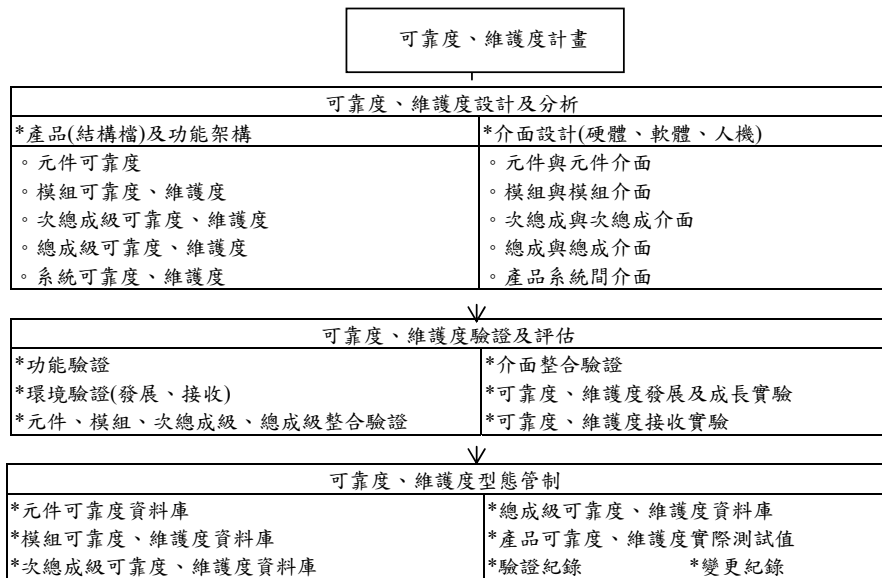 可靠度、維護度計畫
可靠度、維護度設計及分析
*產品(結構檔)及功能架構
。元件可靠度
。模組可靠度、維護度
。次總成級可靠度、維護度
。總成級可靠度、維護度
。系統可靠度、維護度
*介面設計(硬體、軟體、人機)
。元件與元件介面
。模組與模組介面
。次總成與次總成介面
。總成與總成介面
。產品系統間介面
可靠度、維護度驗證及評估
*功能驗證
*環境驗證(發展、接收)
*元件、模組、次總成級、總成級整合驗證
*介面整合驗證
*可靠度、維護度發展及成長實驗
*可靠度、維護度接收實驗
可靠度、維護度型態管制
*元件可靠度資料庫
*模組可靠度、維護度資料庫
*次總成級可靠度、維護度資料庫
*總成級可靠度、維護度資料庫
*產品可靠度、維護度實際測試值
*驗證紀錄 *變更紀錄